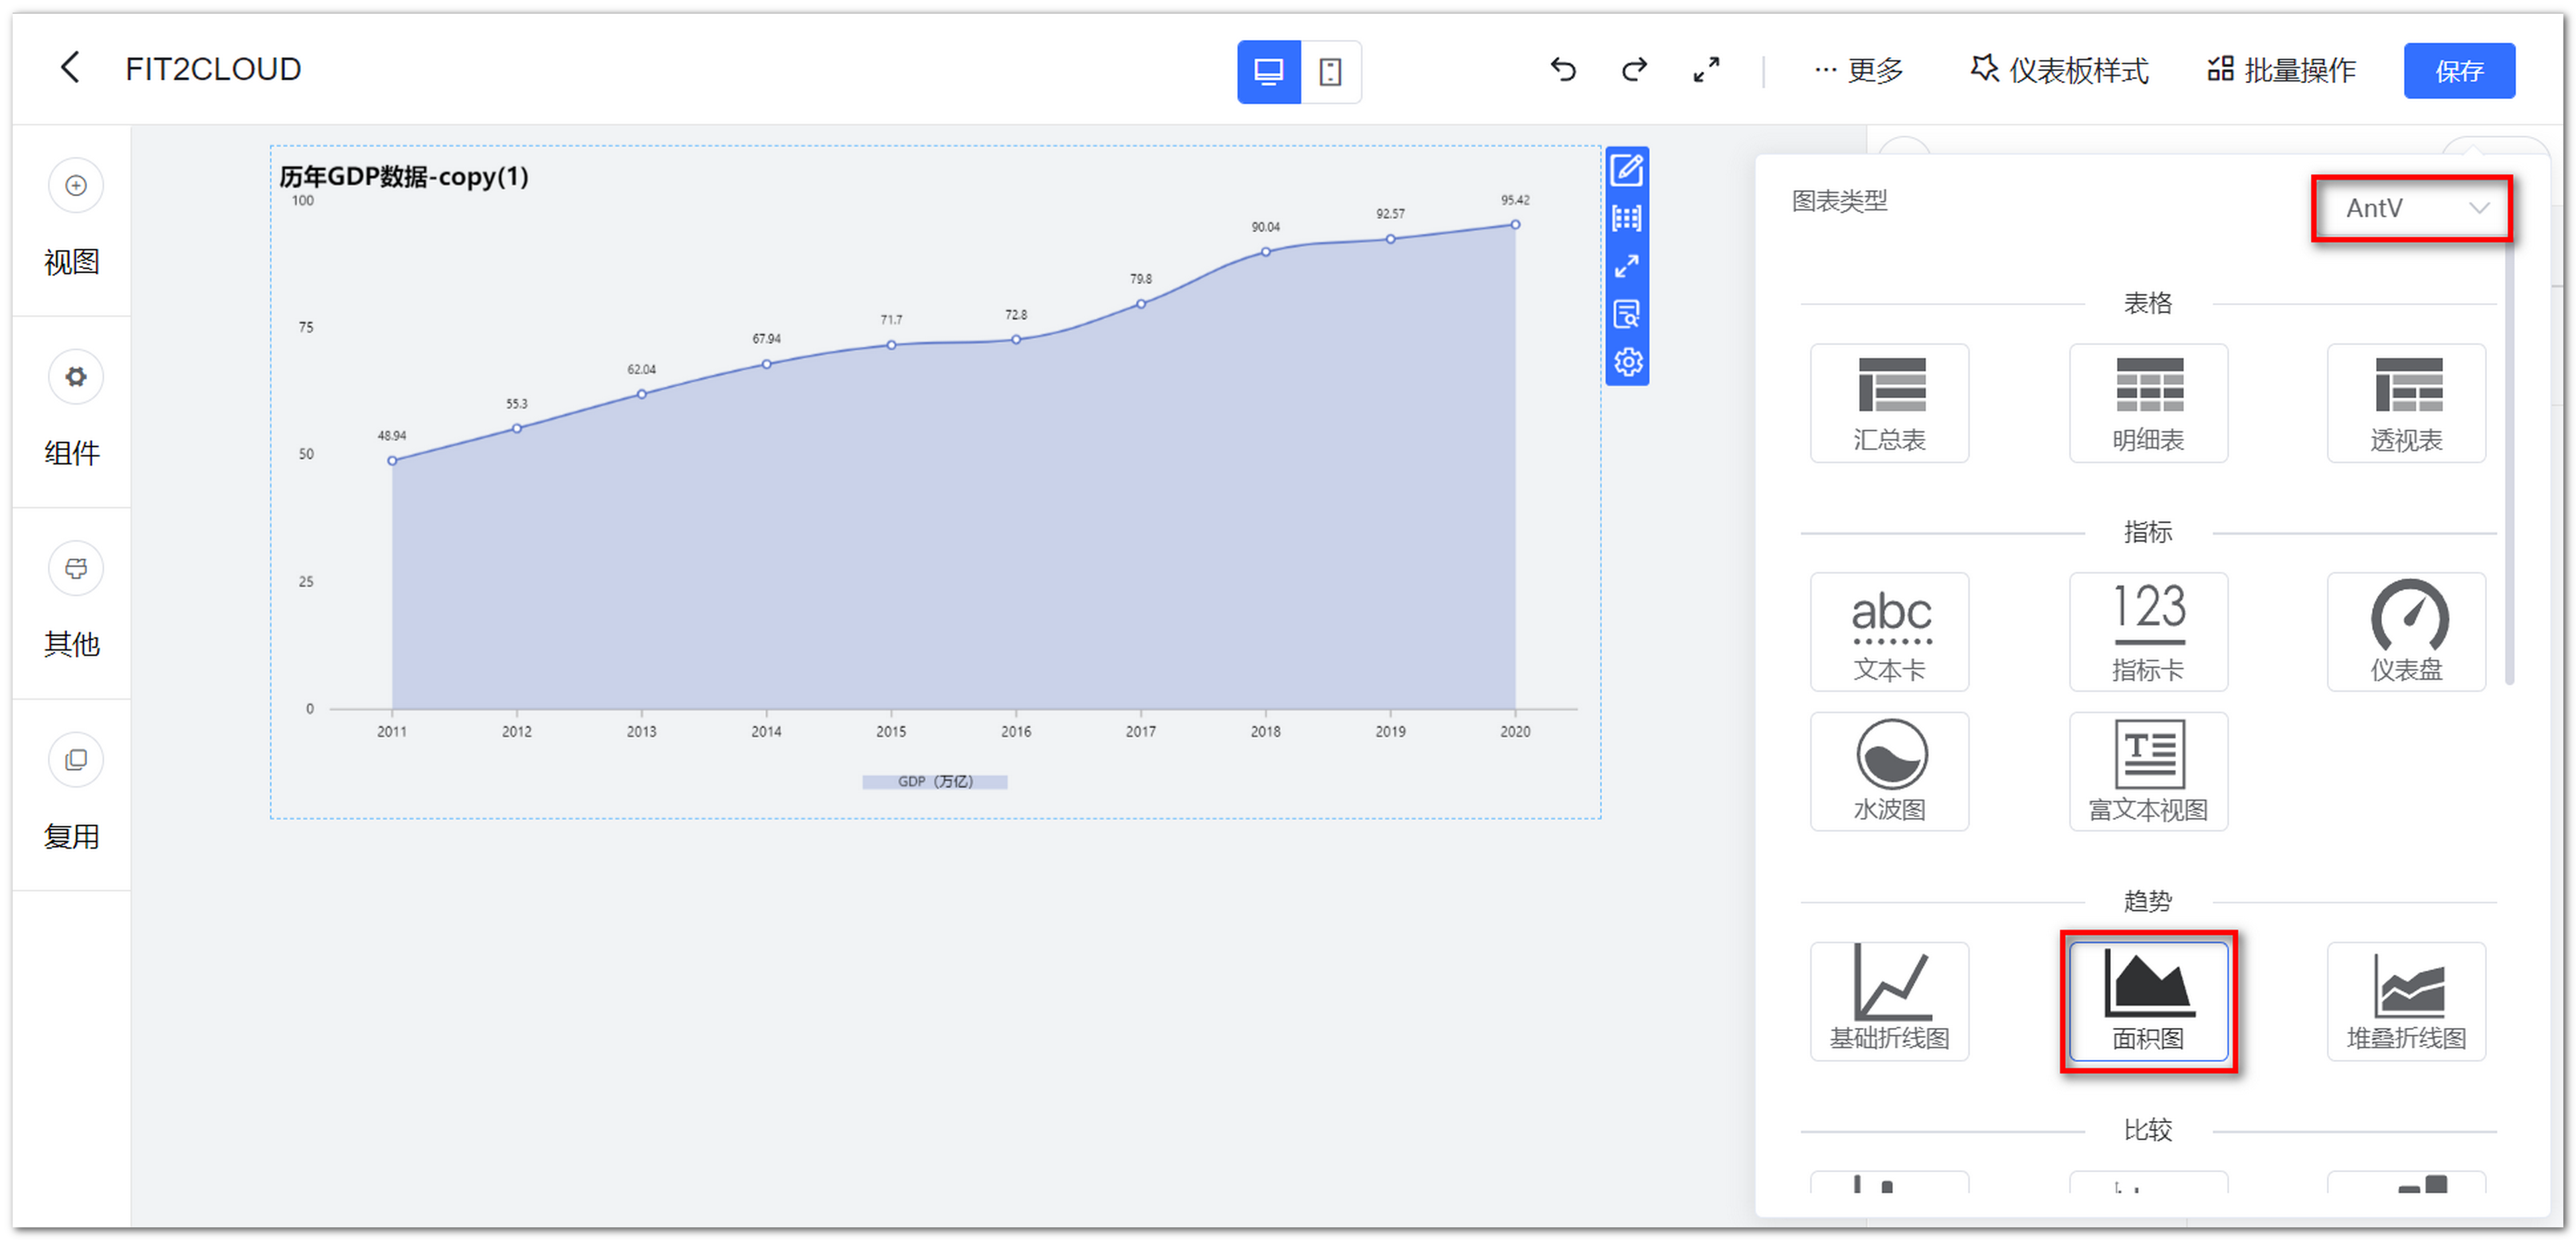 FIT2CLOUD
更多
仪表板样式
批量操作
保存
视图
组件
其他
复用
历年GDP数据-copy(1)
100
75
50
25
0
48.94
55.3
62.04
67.94
71.7
72.8
79.8
90.04
92.57
95.42
2011
2012
2013
2014
2015
2016
2017
2018
2019
2020
GDP（万亿）
图表类型
AntV
表格
汇总表
明细表
透视表
指标
abc
文本卡
123
指标卡
仪表盘
水波图
T
富文本视图
趋势
基础折线图
面积图
堆叠折线图
比较